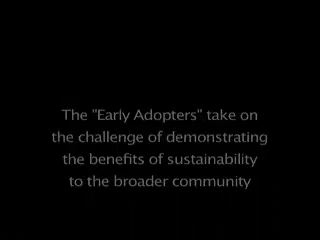 The "Early Adopters" take on
the challenge of demonstrating
the benefits of sustainability
to the broader community